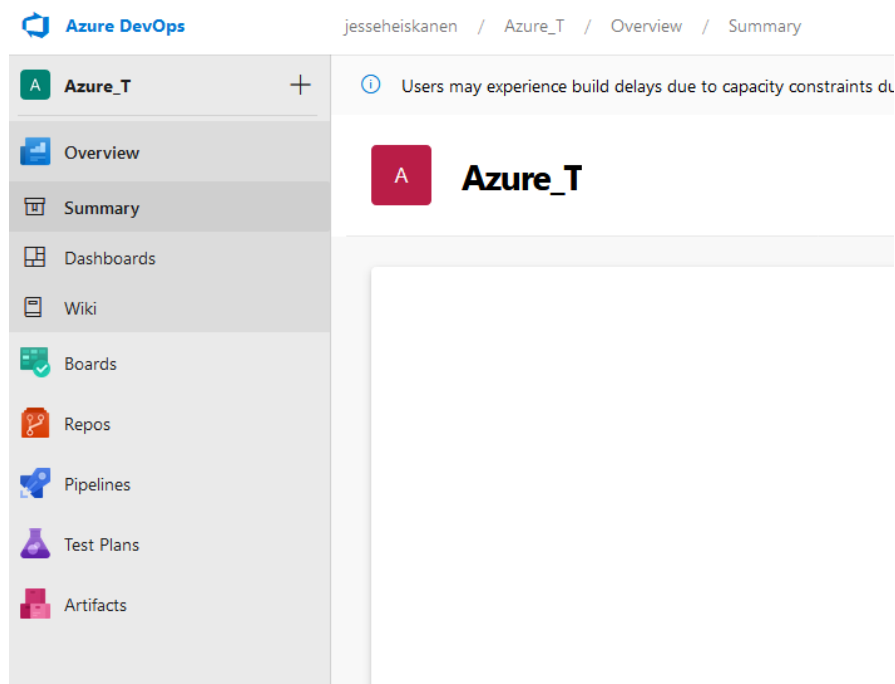 Azure DevOps
jesseheiskanen / Azure_T / Overview / Summary
A Azure_T +
Users may experience build delays due to capacity constraints
A Azure_T
Overview
Summary
Dashboards
Wiki
Boards
Repos
Pipelines
Test Plans
Artifacts